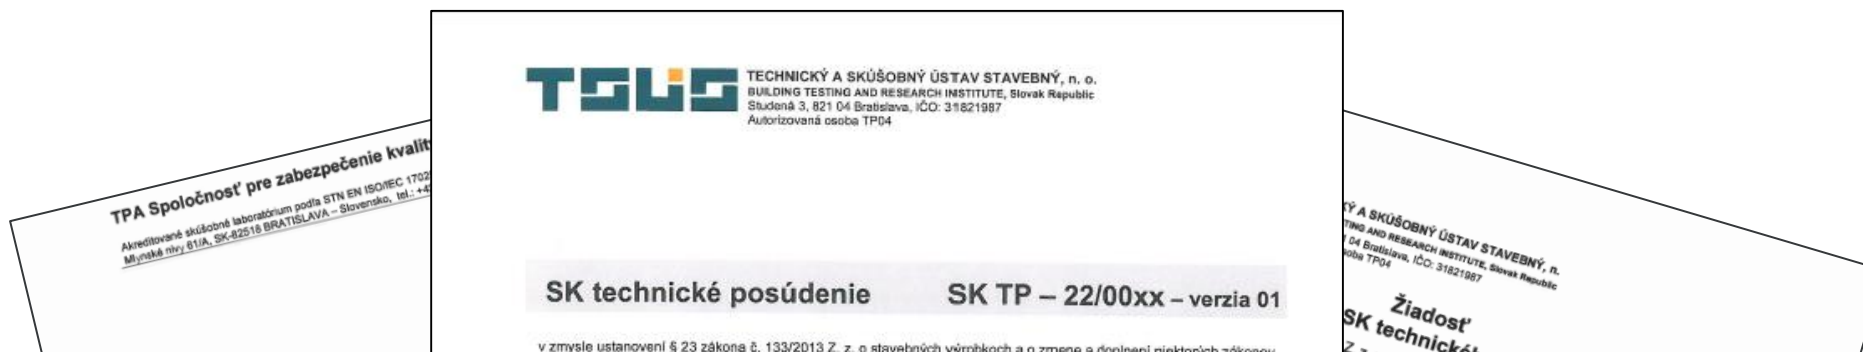 TPA Spoločnosť pre zabezpečenie kvalit
Akreditované skúšobné laboratórium podľa STN EN ISO/IEC 1702
Mlynské nivy 61/A, SK-82518 BRATISLAVA – Slovensko, tel.: +4
TSÚS
TECHNICKÝ A SKÚŠOBNÝ ÚSTAV STAVEBNÝ, n. o.
BUILDING TESTING AND RESEARCH INSTITUTE, Slovak Republic
Studená 3, 821 04 Bratislava, IČO: 31821987
Autorizovaná osoba TP04
SK technické posúdenie SK TP – 22/00xx – verzia 01
v zmysle ustanovení § 23 zákona č. 133/2013 Z. z. o stavebných výrobkoch a o zmene a doplnení niektorých zákonov
KÝ A SKÚŠOBNÝ ÚSTAV STAVEBNÝ, n.
TING AND RESEARCH INSTITUTE, Slovak Republic
04 Bratislava, IČO: 31821987
soba TP04
Žiadosť
SK technické